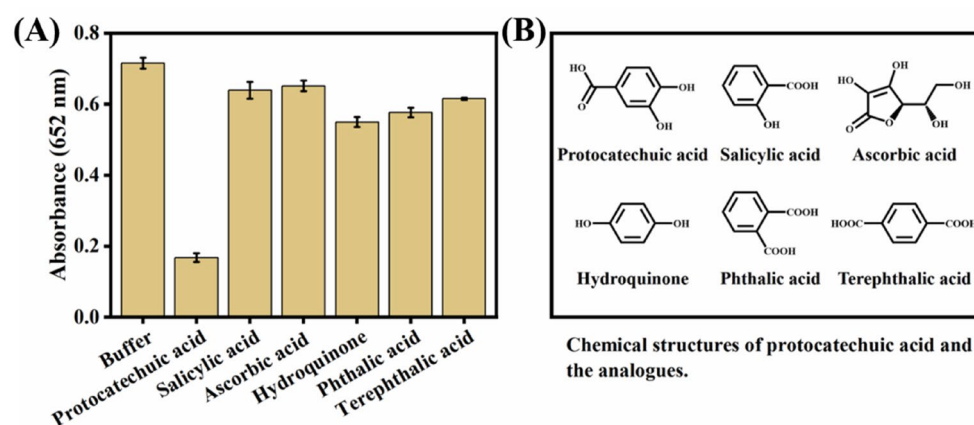 (A)
Absorbance (652 nm)
0.8
0.6
0.4
0.2
0.0
Buffer
Protocatechuic acid
Salicylic acid
Ascorbic acid
Hydroquinone
Phthalic acid
Terephthalic acid
(B)
HO
O
OH
OH
Protocatechuic acid
COOH
OH
Salicylic acid
OH
HO
HO
O
O
OH
Ascorbic acid
HO
OH
Hydroquinone
COOH
COOH
Phthalic acid
HOOC
COOH
Terephthalic acid
Chemical structures of protocatechuic acid and
the analogues.